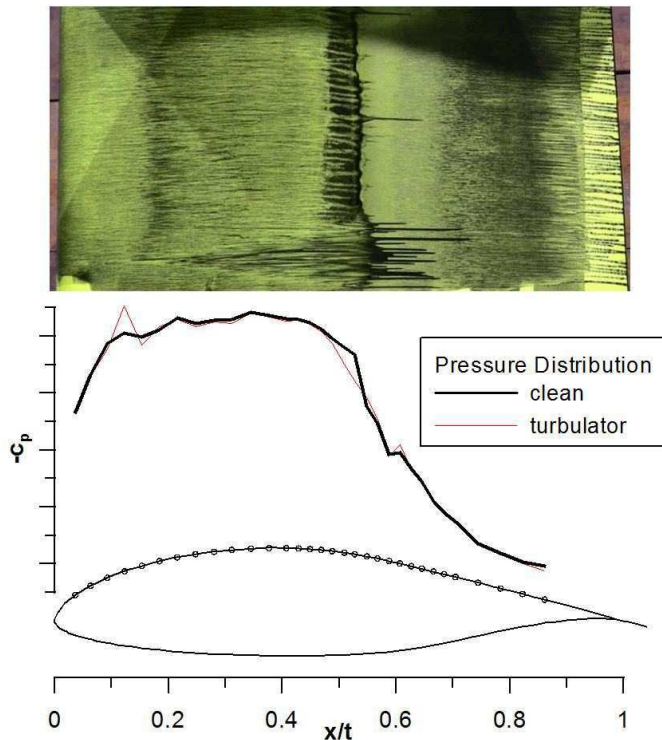 Pressure Distribution
clean
turbulator
-cp
0 0.2 0.4 0.6 0.8 1
x/t